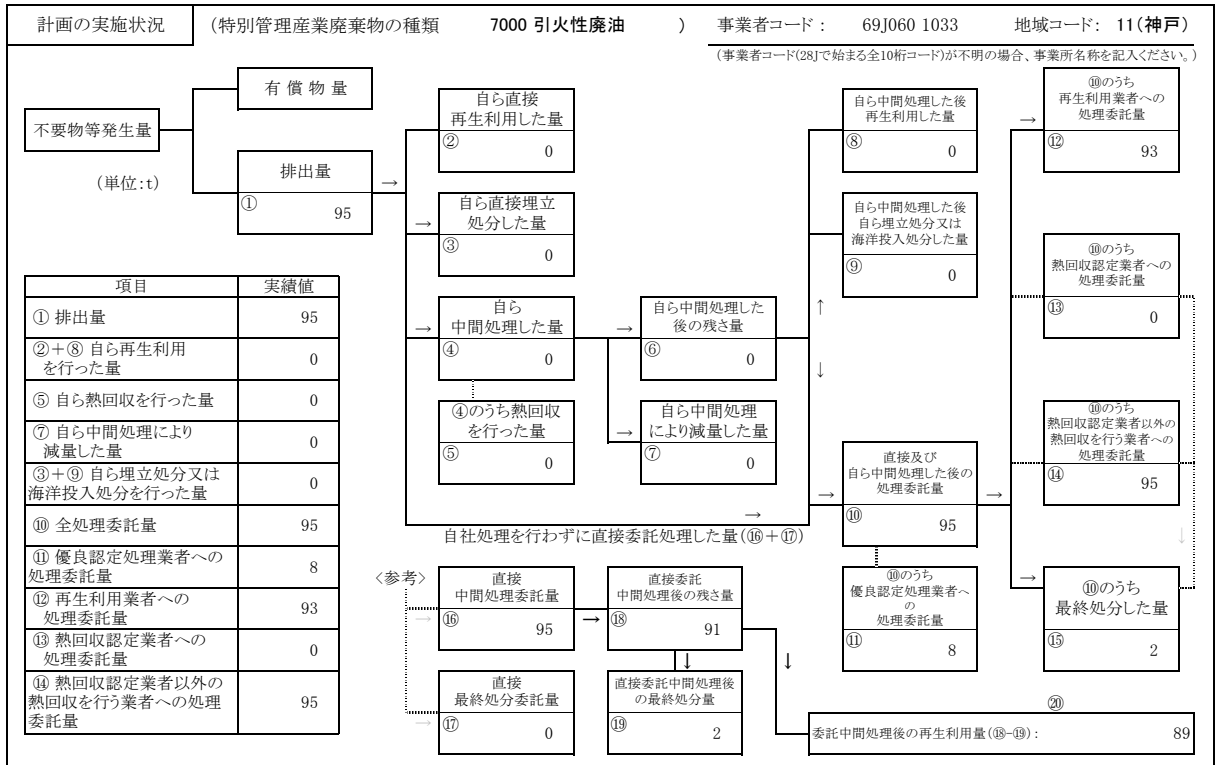 計画の実施状況
(特別管理産業廃棄物の種類 7000 引火性廃油 )
事業者コード: 69J060 1033
地域コード: 11(神戸)
(事業者コード(28Jで始まる全10桁コード)が不明の場合、事業所名称を記入ください。)
不要物等発生量
(単位:t)
有償物量
排出量
→
① 95
自ら直接
再生利用した量
② 0
→
自ら直接埋立
処分した量
③ 0
→
自ら
中間処理した量
④ 0
④のうち熱回収
を行った量
⑤ 0
→
自ら中間処理した
後の残さ量
⑥ 0
→
自ら中間処理
により減量した量
⑦ 0
自ら中間処理した後
再生利用した量
⑧ 0
自ら中間処理した後
自ら埋立処分又は
海洋投入処分した量
⑨ 0
↑
↓
→
自社処理を行わずに直接委託処理した量(⑯+⑰)
→
直接及び
自ら中間処理した後の
処理委託量
⑩ 95
→
⑩のうち
優良認定処理業者へ
の
処理委託量
⑪ 8
→
⑩のうち
再生利用業者への
処理委託量
⑫ 93
⑩のうち
熱回収認定業者への
処理委託量
⑬ 0
⑩のうち
熱回収認定業者以外の
熱回収を行う業者への
処理委託量
⑭ 95
↓
→
⑩のうち
最終処分した量
⑮ 2
項目 実績値
① 排出量 95
②+⑧ 自ら再生利用
を行った量 0
⑤ 自ら熱回収を行った量 0
⑦ 自ら中間処理により
減量した量 0
③+⑨ 自ら埋立処分又は
海洋投入処分を行った量 0
⑩ 全処理委託量 95
⑪ 優良認定処理業者への
処理委託量 8
⑫ 再生利用業者への
処理委託量 93
⑬ 熱回収認定業者への
処理委託量 0
⑭ 熱回収認定業者以外の
熱回収を行う業者への処理
委託量 95
<参考>
→
直接
中間処理委託量
⑯ 95
→
直接委託
中間処理後の残さ量
⑱ 91
↓
↓
→
直接
最終処分委託量
⑰ 0
直接委託中間処理後
の最終処分量
⑲ 2
⑳
委託中間処理後の再生利用量(⑱-⑲): 89